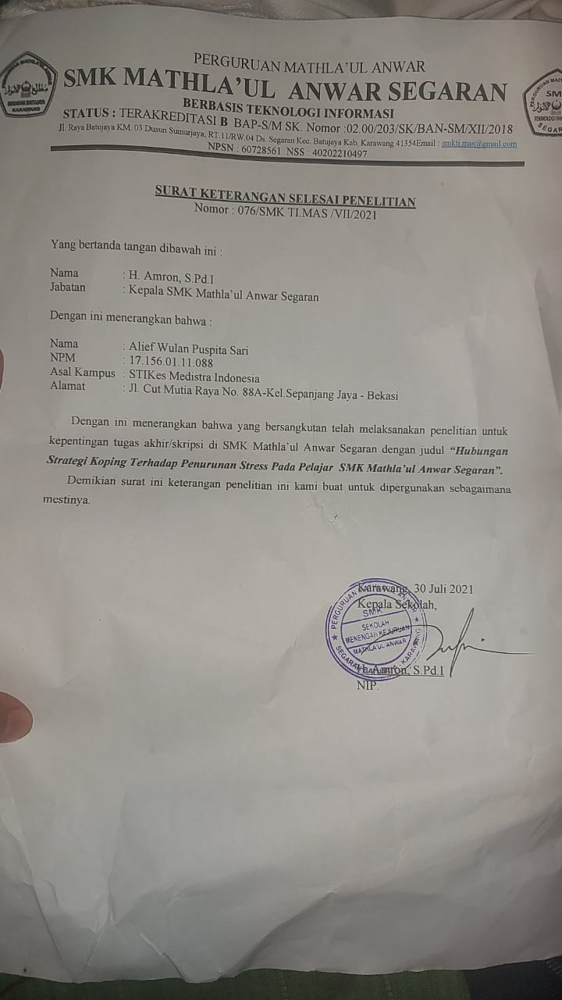 PERGURUAN MATHLA'UL ANWAR
SMK MATHLA'UL ANWAR SEGARAN
BERBASIS TEKNOLOGI INFORMASI
STATUS : TERAKREDITASI B BAP-S/M SK. Nomor :02.00/203/SK/BAN-SM/XII/2018
Jl. Raya Batujaya KM. 03 Dusun Sumurjaya, RT.11/RW.04 Ds. Segaran Kec. Batujaya Kab. Karawang 41354Email : smkti.mas@gmail.com
NPSN : 60728561 NSS : 40202210497
SURAT KETERANGAN SELESAI PENELITIAN
Nomor : 076/SMK TI.MAS /VII/2021
Yang bertanda tangan dibawah ini :
Nama : H. Amron, S.Pd.I
Jabatan : Kepala SMK Mathla'ul Anwar Segaran
Dengan ini menerangkan bahwa :
Nama : Alief Wulan Puspita Sari
NPM : 17.156.01.11.088
Asal Kampus : STIKes Medistra Indonesia
Alamat : Jl. Cut Mutia Raya No. 88A-Kel.Sepanjang Jaya - Bekasi
Dengan ini menerangkan bahwa yang bersangkutan telah melaksanakan penelitian untuk
kepentingan tugas akhir/skripsi di SMK Mathla'ul Anwar Segaran dengan judul "Hubungan
Strategi Koping Terhadap Penurunan Stress Pada Pelajar SMK Mathla'ul Anwar Segaran".
Demikian surat ini keterangan penelitian ini kami buat untuk dipergunakan sebagaimana
mestinya.
Karawang, 30 Juli 2021
Kepala Sekolah,
SMK
SEKOLAH
MENENGAH KEJURUAN
MATHLA'UL ANWAR
H. Amron, S.Pd.I
NIP.